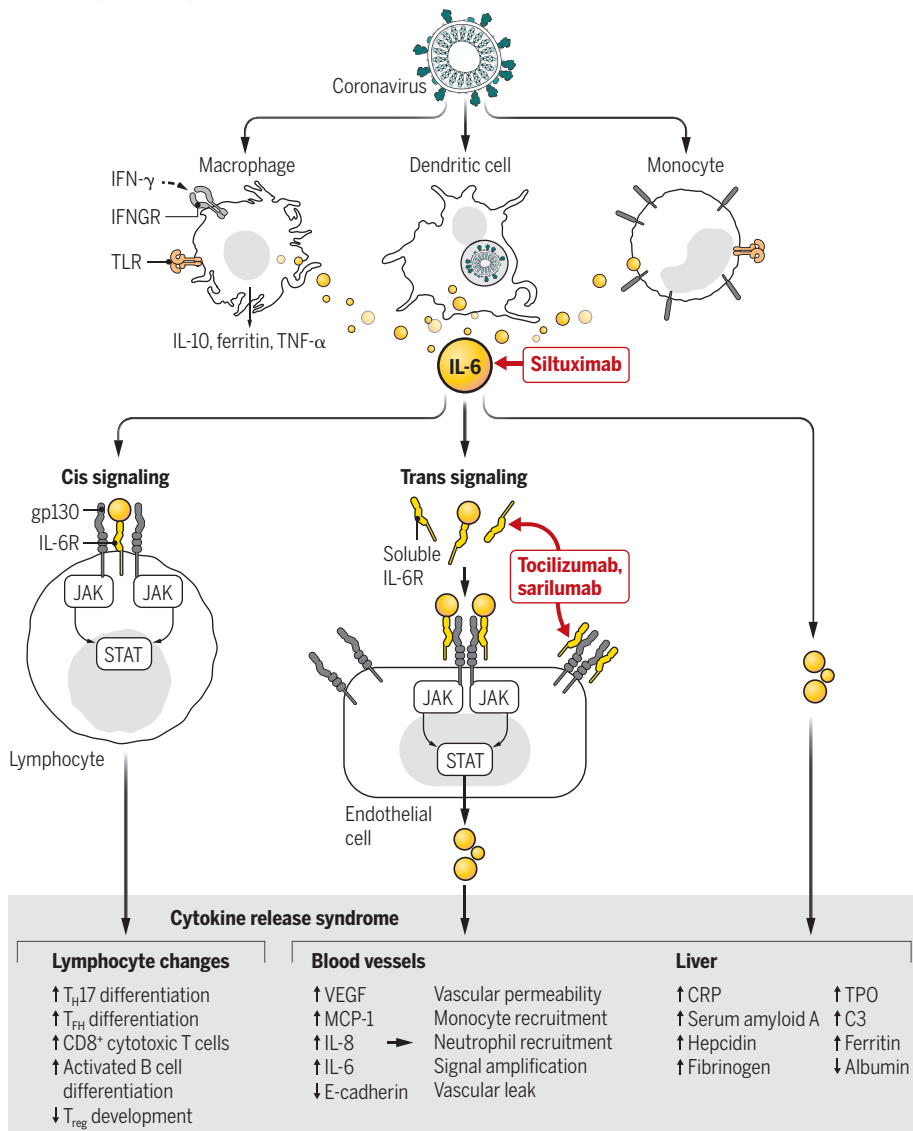 Coronavirus
Macrophage
Dendritic cell
Monocyte
IFN-γ
IFNGR
TLR
IL-10, ferritin, TNF-α
IL-6
Siltuximab
Cis signaling
Trans signaling
gp130
IL-6R
Soluble
IL-6R
Tocilizumab,
sarilumab
JAK
JAK
STAT
JAK
JAK
STAT
Lymphocyte
Endothelial
cell
Cytokine release syndrome
Lymphocyte changes
↑ TH17 differentiation
↑ TFH differentiation
↑ CD8+ cytotoxic T cells
↑ Activated B cell
differentiation
↓ Treg development
Blood vessels
↑ VEGF Vascular permeability
↑ MCP-1 Monocyte recruitment
↑ IL-8 → Neutrophil recruitment
↑ IL-6 Signal amplification
↓ E-cadherin Vascular leak
Liver
↑ CRP ↑ TPO
↑ Serum amyloid A ↑ C3
↑ Hepcidin ↑ Ferritin
↑ Fibrinogen ↓ Albumin